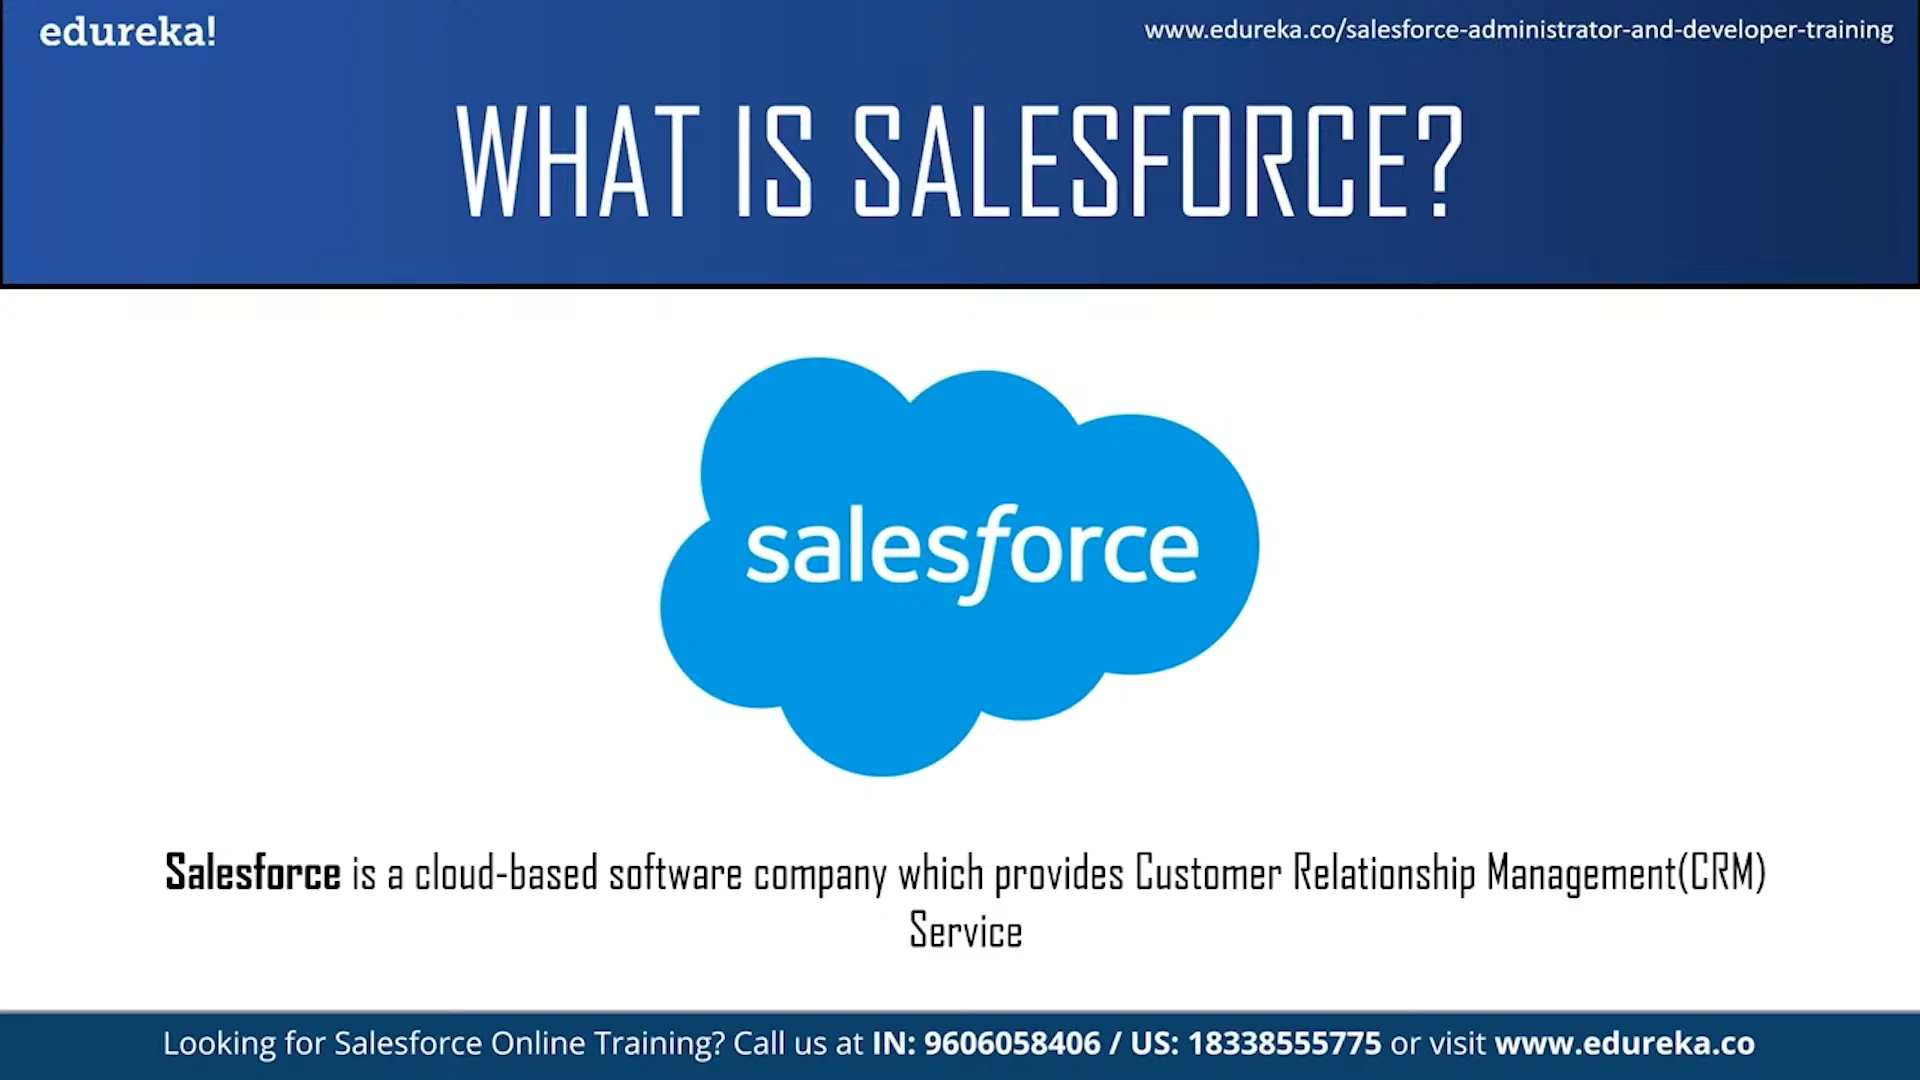 edureka!
www.edureka.co/salesforce-administrator-and-developer-training
WHAT IS SALESFORCE?
salesforce
Salesforce is a cloud-based software company which provides Customer Relationship Management(CRM)
Service
Looking for Salesforce Online Training? Call us at IN: 9606058406 / US: 18338555775 or visit www.edureka.co